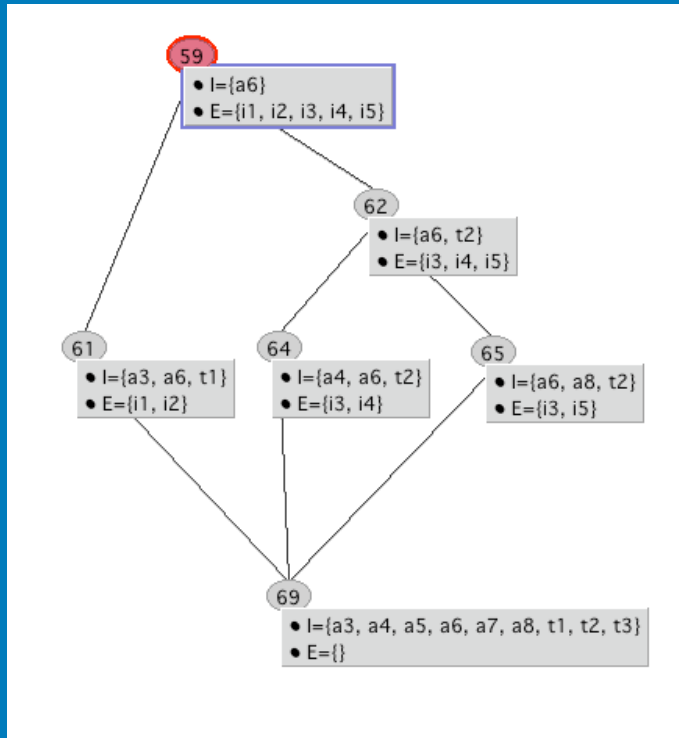 59
• I={a6}
• E={i1, i2, i3, i4, i5}
62
• I={a6, t2}
• E={i3, i4, i5}
61
• I={a3, a6, t1}
• E={i1, i2}
64
• I={a4, a6, t2}
• E={i3, i4}
65
• I={a6, a8, t2}
• E={i3, i5}
69
• I={a3, a4, a5, a6, a7, a8, t1, t2, t3}
• E={}